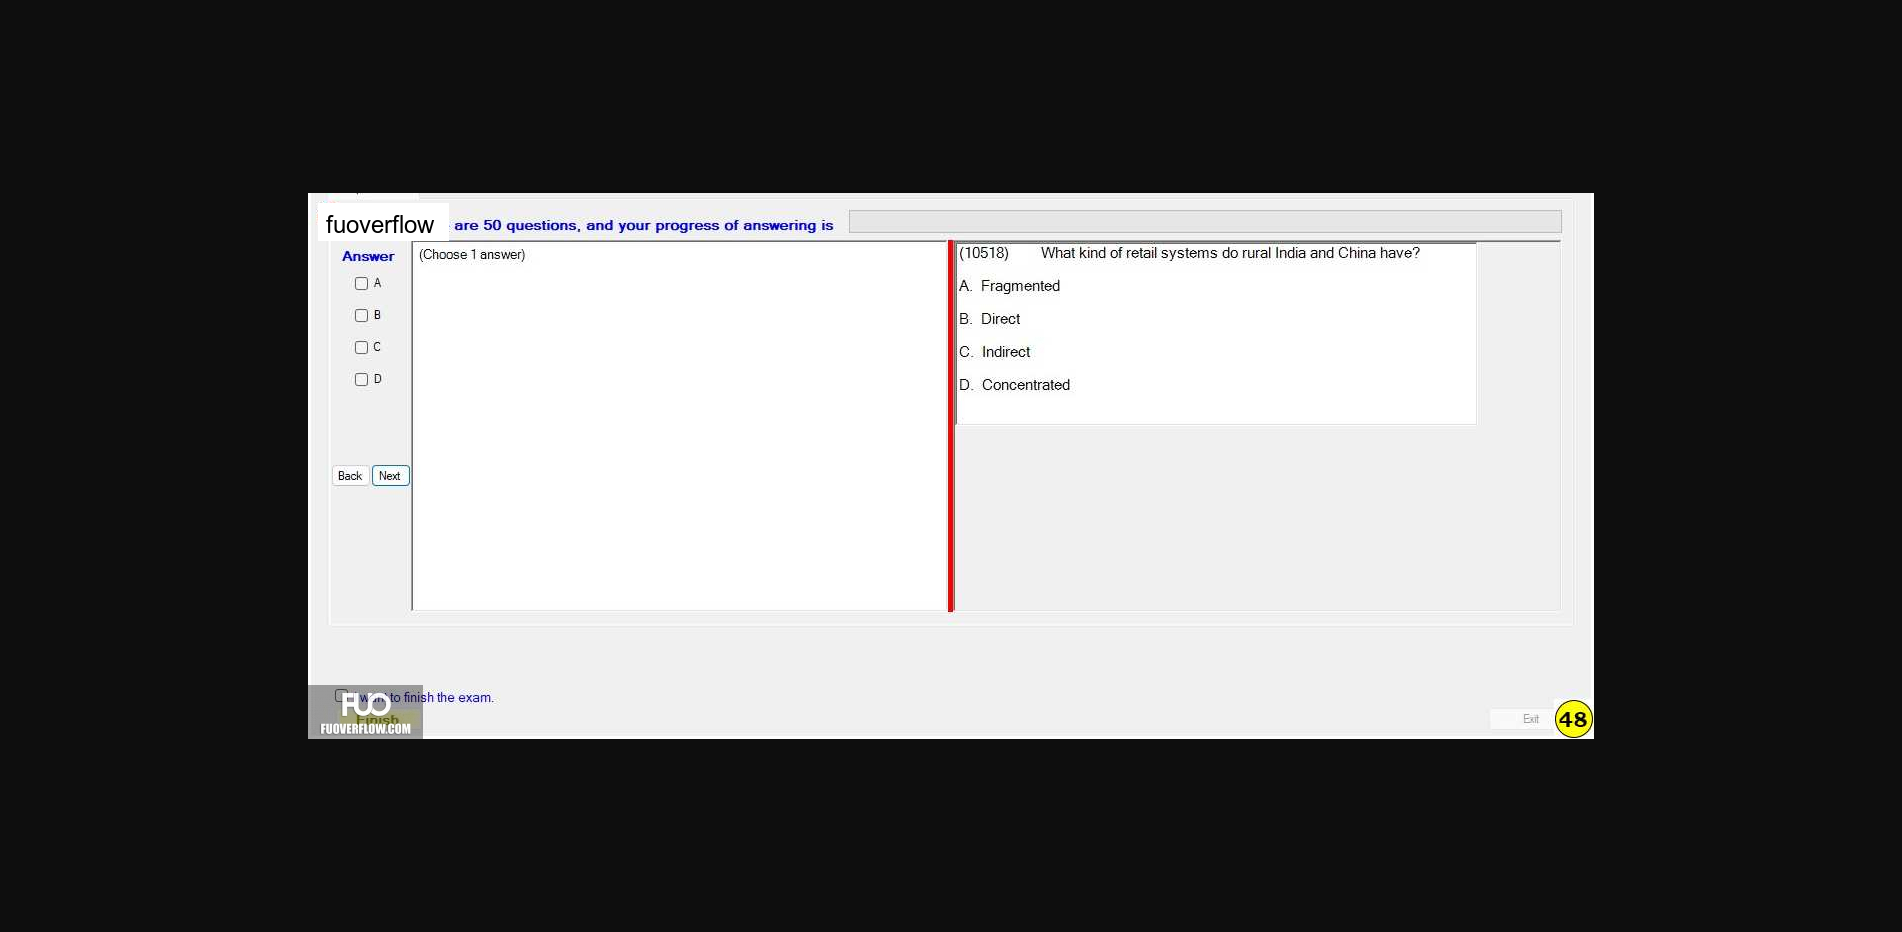 fuoverflow are 50 questions, and your progress of answering is
Answer
(Choose 1 answer)
A
B
C
D
Back Next
(10518) What kind of retail systems do rural India and China have?
A. Fragmented
B. Direct
C. Indirect
D. Concentrated
want to finish the exam.
Finish
FUO
FUOVERFLOW.COM
Exit
48